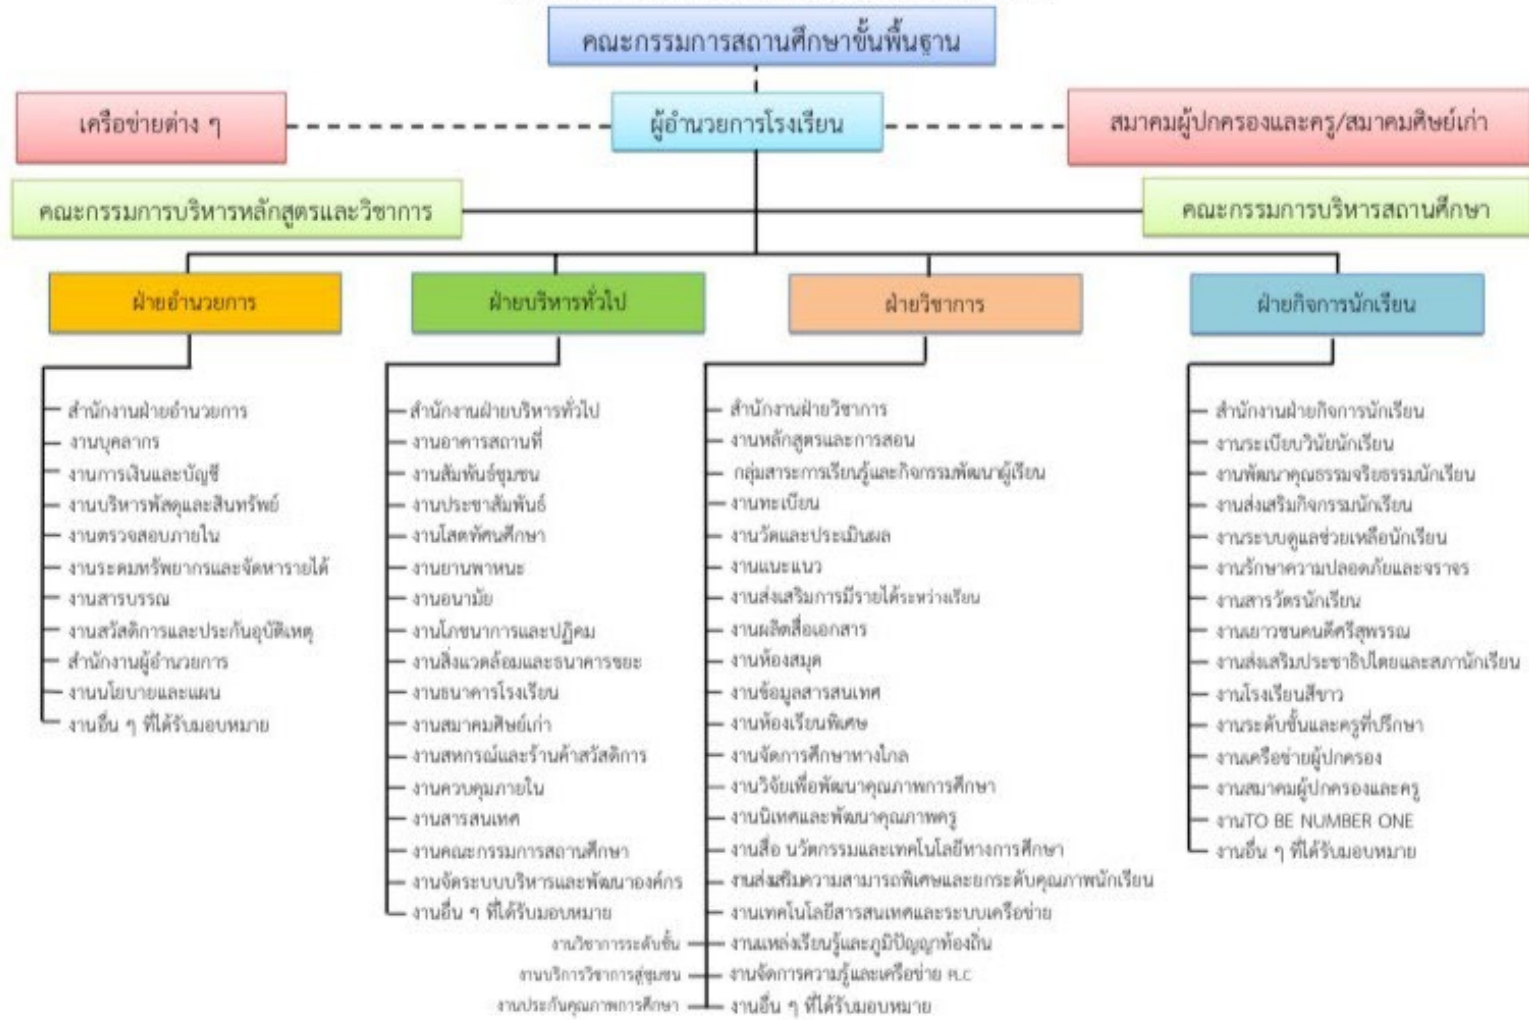 คณะกรรมการสถานศึกษาขั้นพื้นฐาน
เครือข่ายต่าง ๆ
ผู้อำนวยการโรงเรียน
สมาคมผู้ปกครองและครู/สมาคมศิษย์เก่า
คณะกรรมการบริหารหลักสูตรและวิชาการ
คณะกรรมการบริหารสถานศึกษา
ฝ่ายอำนวยการ
สำนักงานฝ่ายอำนวยการ
งานบุคลากร
งานการเงินและบัญชี
งานบริหารพัสดุและสินทรัพย์
งานตรวจสอบภายใน
งานระดมทรัพยากรและจัดหารายได้
งานสารบรรณ
งานสวัสดิการและประกันอุบัติเหตุ
สำนักงานผู้อำนวยการ
งานนโยบายและแผน
งานอื่น ๆ ที่ได้รับมอบหมาย
ฝ่ายบริหารทั่วไป
สำนักงานฝ่ายบริหารทั่วไป
งานอาคารสถานที่
งานสัมพันธ์ชุมชน
งานประชาสัมพันธ์
งานโสตทัศนศึกษา
งานยานพาหนะ
งานอนามัย
งานโภชนาการและปฏิคม
งานสิ่งแวดล้อมและธนาคารขยะ
งานธนาคารโรงเรียน
งานสมาคมศิษย์เก่า
งานสหกรณ์และร้านค้าสวัสดิการ
งานควบคุมภายใน
งานสารสนเทศ
งานคณะกรรมการสถานศึกษา
งานจัดระบบบริหารและพัฒนาองค์กร
งานอื่น ๆ ที่ได้รับมอบหมาย
ฝ่ายวิชาการ
สำนักงานฝ่ายวิชาการ
งานหลักสูตรและการสอน
กลุ่มสาระการเรียนรู้และกิจกรรมพัฒนาผู้เรียน
งานทะเบียน
งานวัดและประเมินผล
งานแนะแนว
งานส่งเสริมการมีรายได้ระหว่างเรียน
งานผลิตสื่อเอกสาร
งานห้องสมุด
งานข้อมูลสารสนเทศ
งานห้องเรียนพิเศษ
งานจัดการศึกษาทางไกล
งานวิจัยเพื่อพัฒนาคุณภาพการศึกษา
งานนิเทศและพัฒนาคุณภาพครู
งานสื่อ นวัตกรรมและเทคโนโลยีทางการศึกษา
งานส่งเสริมความสามารถพิเศษและยกระดับคุณภาพนักเรียน
งานเทคโนโลยีสารสนเทศและระบบเครือข่าย
งานวิชาการระดับชั้น
งานแหล่งเรียนรู้และภูมิปัญญาท้องถิ่น
งานบริการวิชาการสู่ชุมชน
งานจัดการความรู้และเครือข่าย PLC
งานประกันคุณภาพการศึกษา
งานอื่น ๆ ที่ได้รับมอบหมาย
ฝ่ายกิจการนักเรียน
สำนักงานฝ่ายกิจการนักเรียน
งานระเบียบวินัยนักเรียน
งานพัฒนาคุณธรรมจริยธรรมนักเรียน
งานส่งเสริมกิจกรรมนักเรียน
งานระบบดูแลช่วยเหลือนักเรียน
งานรักษาความปลอดภัยและจราจร
งานสารวัตรนักเรียน
งานเยาวชนคนดีศรีสุพรรณ
งานส่งเสริมประชาธิปไตยและสภานักเรียน
งานโรงเรียนสีขาว
งานระดับชั้นและครูที่ปรึกษา
งานเครือข่ายผู้ปกครอง
งานสมาคมผู้ปกครองและครู
งานTO BE NUMBER ONE
งานอื่น ๆ ที่ได้รับมอบหมาย